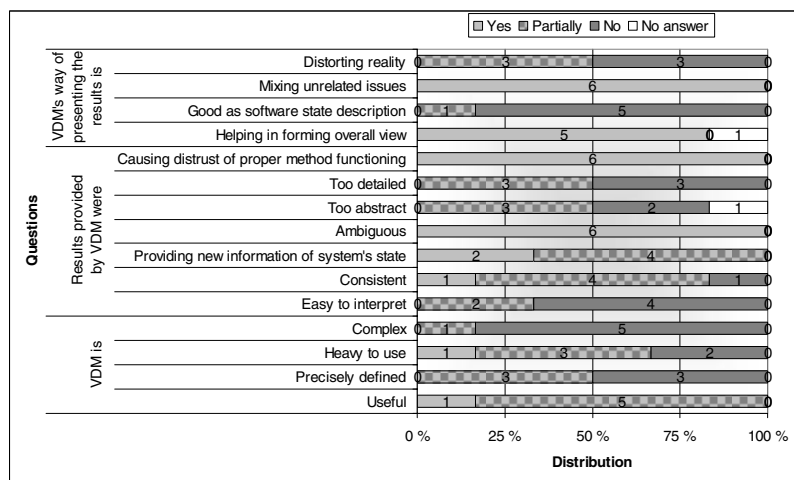 Yes Partially No No answer
Questions
VDM's way of
presenting the
results is
Distorting reality 0 3 3 0
Mixing unrelated issues 6 0
Good as software state description 0 1 5 0
Helping in forming overall view 5 0 1
Results provided
by VDM were
Causing distrust of proper method functioning 6 0
Too detailed 0 3 3 0
Too abstract 0 3 2 1
Ambiguous 6 0
Providing new information of system's state 2 4 0
Consistent 1 4 1 0
Easy to interpret 0 2 4 0
VDM is
Complex 0 1 5 0
Heavy to use 1 3 2 0
Precisely defined 0 3 3 0
Useful 1 5 0
0 % 25 % 50 % 75 % 100 %
Distribution